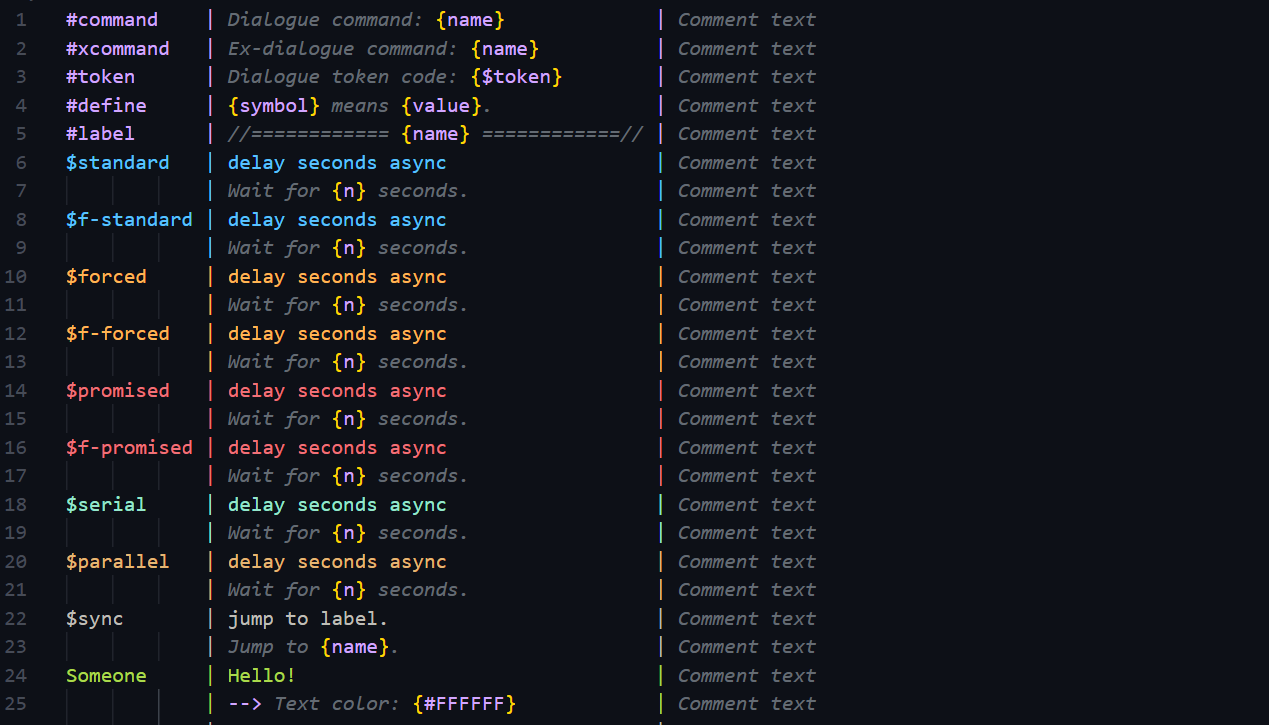 1 #command | Dialogue command: {name} | Comment text
2 #xcommand | Ex-dialogue command: {name} | Comment text
3 #token | Dialogue token code: {$token} | Comment text
4 #define | {symbol} means {value}. | Comment text
5 #label | //============ {name} ============// | Comment text
6 $standard | delay seconds async | Comment text
7 | Wait for {n} seconds. | Comment text
8 $f-standard | delay seconds async | Comment text
9 | Wait for {n} seconds. | Comment text
10 $forced | delay seconds async | Comment text
11 | Wait for {n} seconds. | Comment text
12 $f-forced | delay seconds async | Comment text
13 | Wait for {n} seconds. | Comment text
14 $promised | delay seconds async | Comment text
15 | Wait for {n} seconds. | Comment text
16 $f-promised | delay seconds async | Comment text
17 | Wait for {n} seconds. | Comment text
18 $serial | delay seconds async | Comment text
19 | Wait for {n} seconds. | Comment text
20 $parallel | delay seconds async | Comment text
21 | Wait for {n} seconds. | Comment text
22 $sync | jump to label. | Comment text
23 | Jump to {name}. | Comment text
24 Someone | Hello! | Comment text
25 | --> Text color: {#FFFFFF} | Comment text